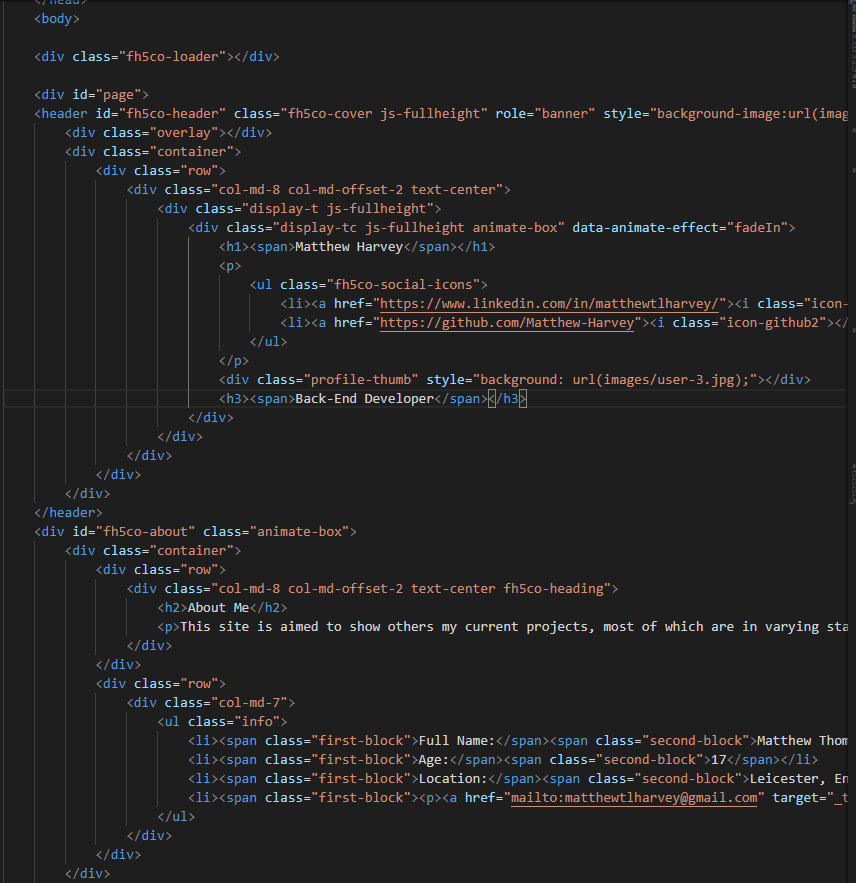 </head>
<body>
<div class="fh5co-loader"></div>
<div id="page">
<header id="fh5co-header" class="fh5co-cover js-fullheight" role="banner" style="background-image:url(imag
<div class="overlay"></div>
<div class="container">
<div class="row">
<div class="col-md-8 col-md-offset-2 text-center">
<div class="display-t js-fullheight">
<div class="display-tc js-fullheight animate-box" data-animate-effect="fadeIn">
<h1><span>Matthew Harvey</span></h1>
<p>
<ul class="fh5co-social-icons">
<li><a href="https://www.linkedin.com/in/matthewtlharvey/"><i class="icon-
<li><a href="https://github.com/Matthew-Harvey"><i class="icon-github2"></
</ul>
</p>
<div class="profile-thumb" style="background: url(images/user-3.jpg);"></div>
<h3><span>Back-End Developer</span></h3>
</div>
</div>
</div>
</div>
</div>
</header>
<div id="fh5co-about" class="animate-box">
<div class="container">
<div class="row">
<div class="col-md-8 col-md-offset-2 text-center fh5co-heading">
<h2>About Me</h2>
<p>This site is aimed to show others my current projects, most of which are in varying sta
</div>
</div>
<div class="row">
<div class="col-md-7">
<ul class="info">
<li><span class="first-block">Full Name:</span><span class="second-block">Matthew Thom
<li><span class="first-block">Age:</span><span class="second-block">17</span></li>
<li><span class="first-block">Location:</span><span class="second-block">Leicester, En
<li><span class="first-block"><p><a href="mailto:matthewtlharvey@gmail.com" target="_t
</ul>
</div>
</div>
</div>